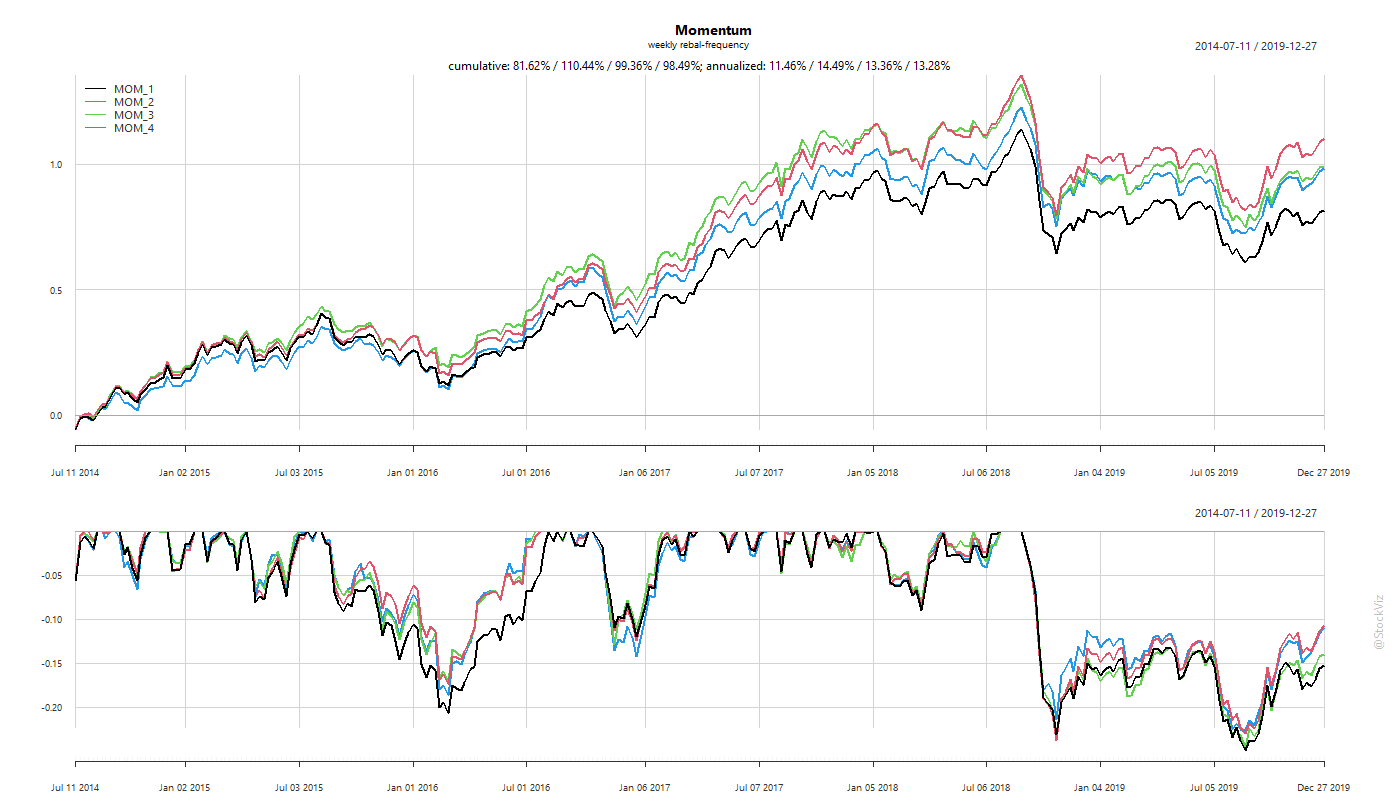 Momentum
weekly rebal-frequency
2014-07-11 / 2019-12-27
cumulative: 81.62% / 110.44% / 99.36% / 98.49%; annualized: 11.46% / 14.49% / 13.36% / 13.28%
MOM_1
MOM_2
MOM_3
MOM_4
1.0
0.5
0.0
Jul 11 2014 Jan 02 2015 Jul 03 2015 Jan 01 2016 Jul 01 2016 Jan 06 2017 Jul 07 2017 Jan 05 2018 Jul 06 2018 Jan 04 2019 Jul 05 2019 Dec 27 2019
2014-07-11 / 2019-12-27
-0.05
-0.10
-0.15
-0.20
Jul 11 2014 Jan 02 2015 Jul 03 2015 Jan 01 2016 Jul 01 2016 Jan 06 2017 Jul 07 2017 Jan 05 2018 Jul 06 2018 Jan 04 2019 Jul 05 2019 Dec 27 2019
@StockViz